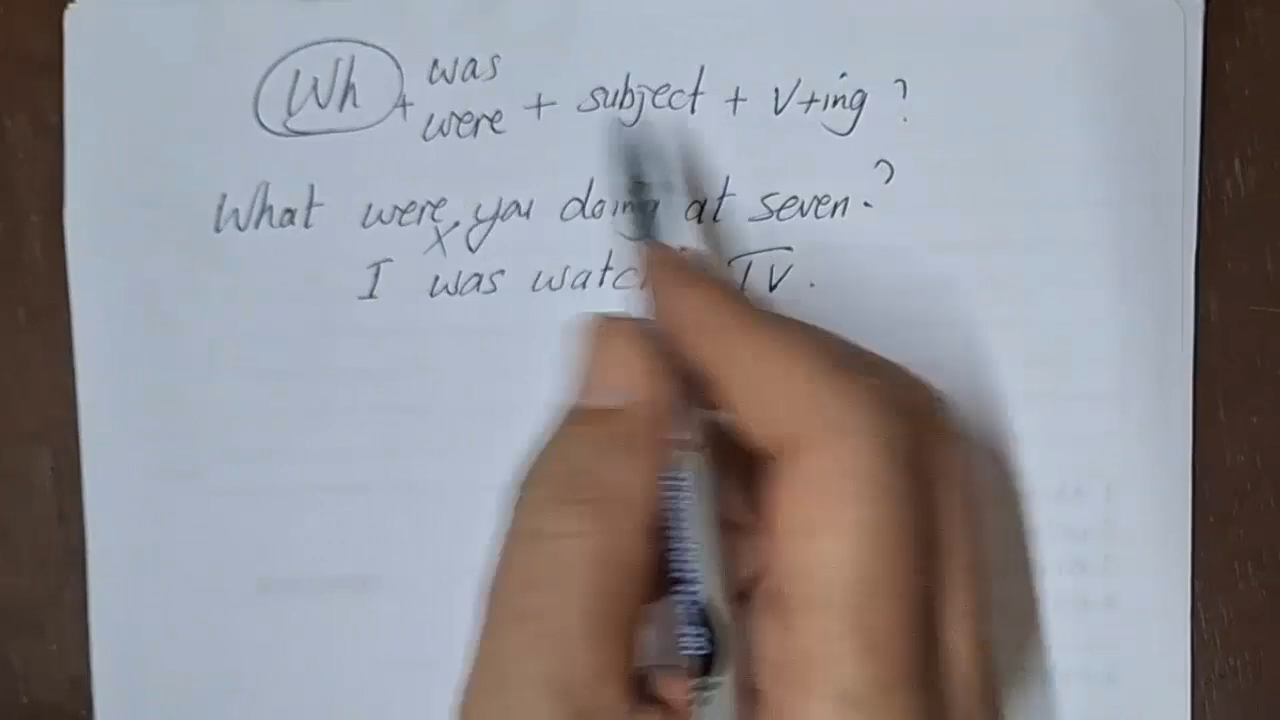 Wh + was were + subject + V+ing ?
What were you doing at seven.?
x
I was TV.